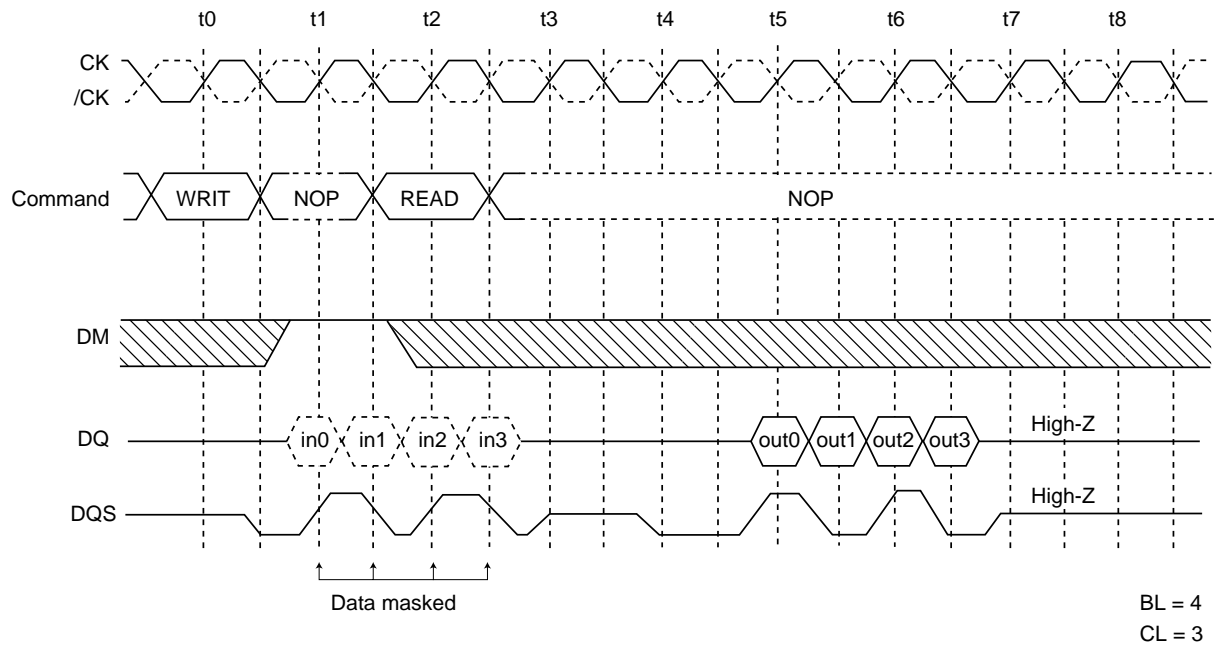 t0 t1 t2 t3 t4 t5 t6 t7 t8
CK
/CK
Command WRIT NOP READ NOP
DM
DQ in0 in1 in2 in3 out0 out1 out2 out3 High-Z
DQS High-Z
Data masked
BL = 4
CL = 3